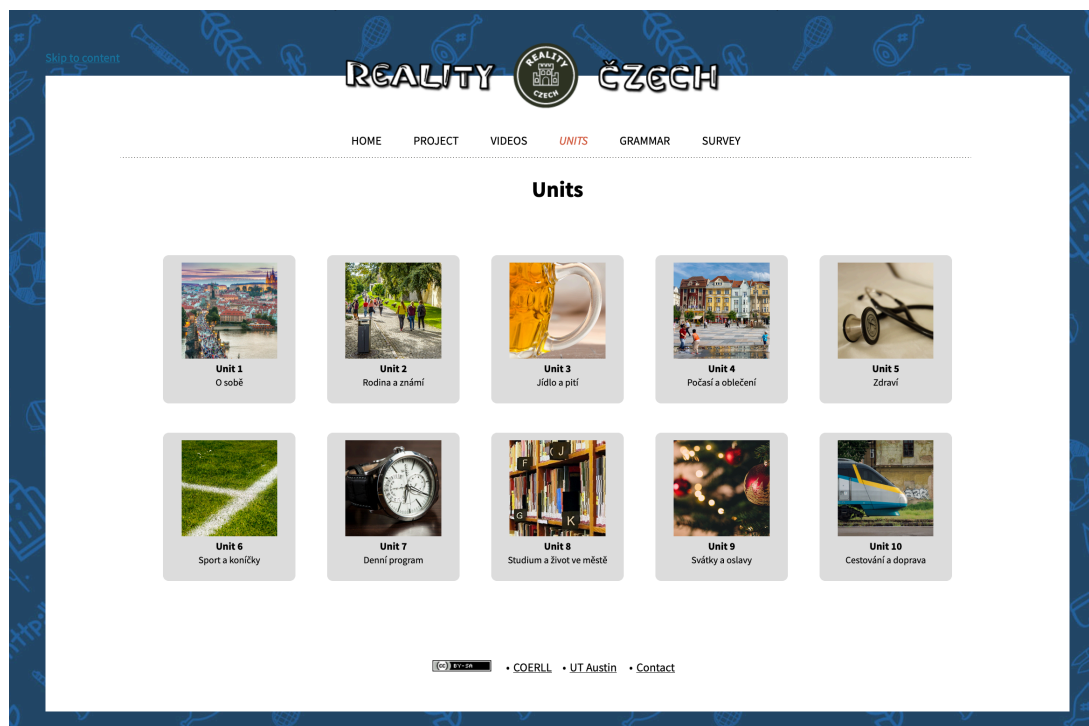 Skip to content
REALITY
REALITY
CZECH
ČZECH
HOME PROJECT VIDEOS UNITS GRAMMAR SURVEY
Units
Unit 1
O sobě
Unit 2
Rodina a známí
Unit 3
Jídlo a pití
Unit 4
Počasí a oblečení
Unit 5
Zdraví
F
J
G
K
Unit 6
Sport a koníčky
Unit 7
Denní program
Unit 8
Studium a život ve městě
Unit 9
Svátky a oslavy
Unit 10
Cestování a doprava
cc BY-SA • COERLL • UT Austin • Contact